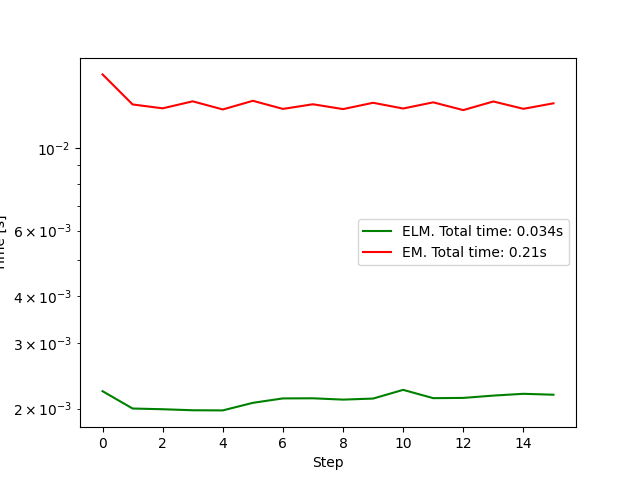 10⁻²
6 × 10⁻³
4 × 10⁻³
3 × 10⁻³
2 × 10⁻³
ELM. Total time: 0.034s
EM. Total time: 0.21s
0 2 4 6 8 10 12 14
Step